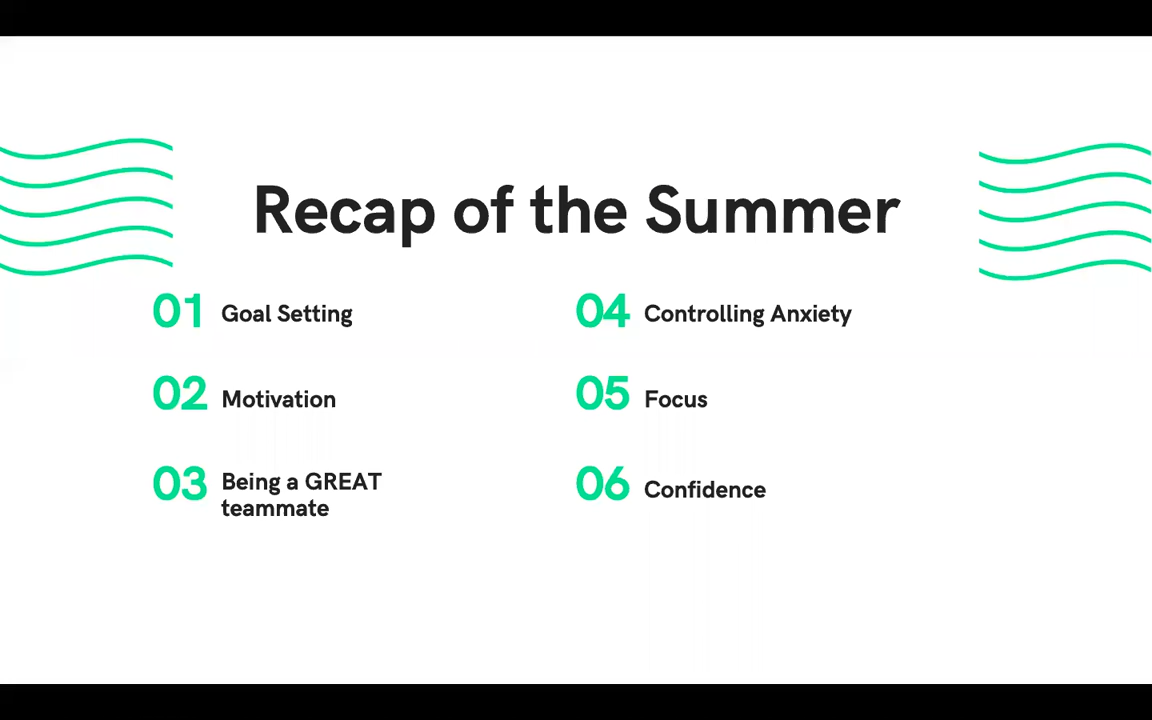 Recap of the Summer
01 Goal Setting
02 Motivation
03 Being a GREAT
teammate
04 Controlling Anxiety
05 Focus
06 Confidence